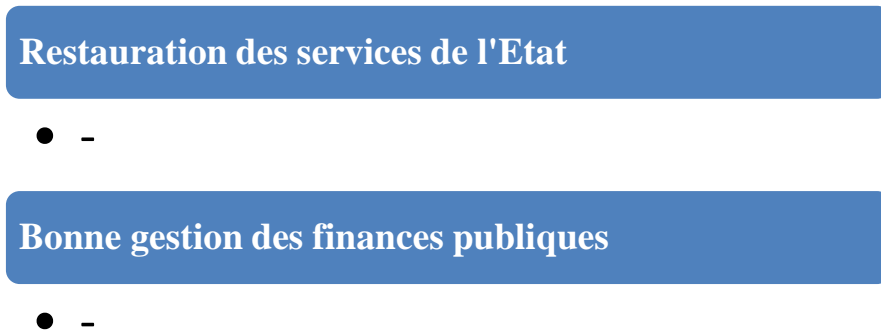 Restauration des services de l'Etat
• -
Bonne gestion des finances publiques
• -